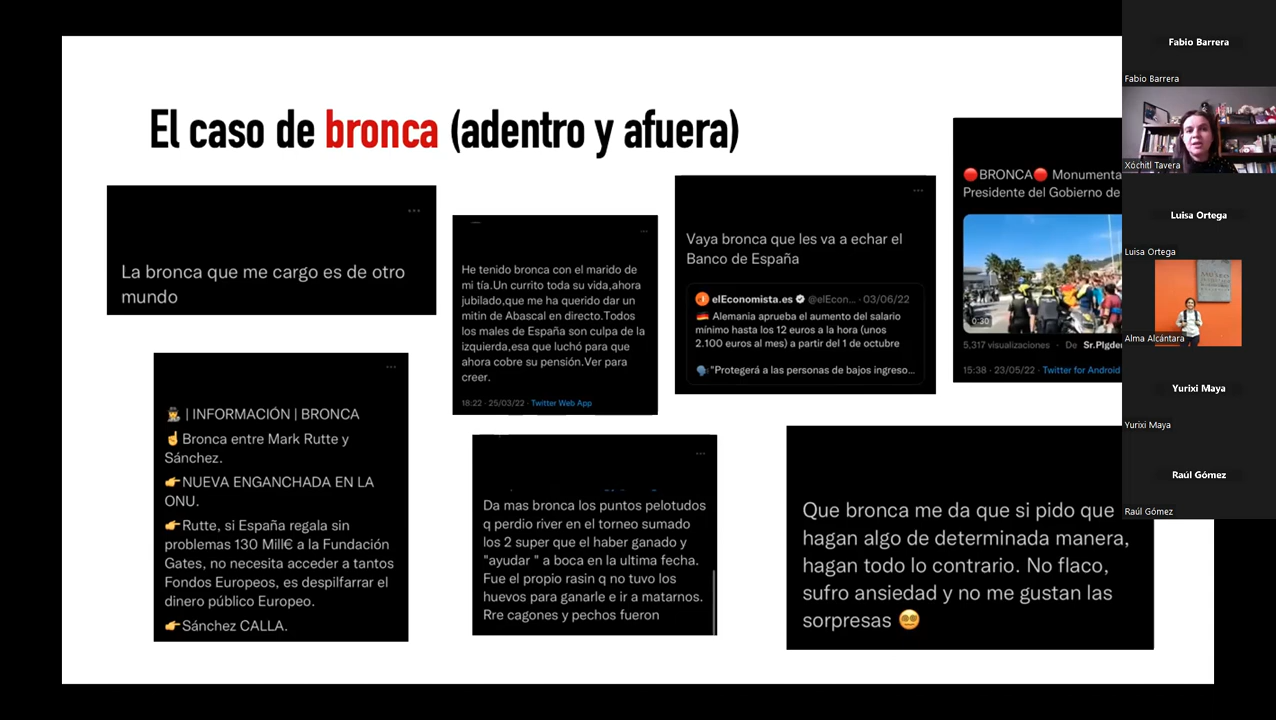 El caso de bronca (adentro y afuera)
La bronca que me cargo es de otro
mundo
He tenido bronca con el marido de
mi tía.Un currito toda su vida,ahora
jubilado,que me ha querido dar un
mitin de Abascal en directo.Todos
los males de España son culpa de la
izquierda,esa que luchó para que
ahora cobre su pensión.Ver para
creer.
18:22 · 25/03/22 · Twitter Web App
Vaya bronca que les va a echar el
Banco de España
elEconomista.es @elEcon... · 03/06/22
🇩🇪 Alemania aprueba el aumento del salario
mínimo hasta los 12 euros a la hora (unos
2.100 euros al mes) a partir del 1 de octubre
🗣️"Protegerá a las personas de bajos ingreso...
🔴BRONCA🔴 Monumenta
Presidente del Gobierno de
0:30
5.317 visualizaciones · De Sr.Plgde
15:38 · 23/05/22 · Twitter for Android
🕵️ | INFORMACIÓN | BRONCA
☝️Bronca entre Mark Rutte y
Sánchez.
👉NUEVA ENGANCHADA EN LA
ONU.
👉Rutte, si España regala sin
problemas 130 Mill€ a la Fundación
Gates, no necesita acceder a tantos
Fondos Europeos, es despilfarrar el
dinero público Europeo.
👉Sánchez CALLA.
Da mas bronca los puntos pelotudos
q perdio river en el torneo sumado
los 2 super que el haber ganado y
"ayudar " a boca en la ultima fecha.
Fue el propio rasin q no tuvo los
huevos para ganarle e ir a matarnos.
Rre cagones y pechos fueron
Que bronca me da que si pido que
hagan algo de determinada manera,
hagan todo lo contrario. No flaco,
sufro ansiedad y no me gustan las
sorpresas 😵‍💫
Fabio Barrera
Fabio Barrera
Xóchitl Tavera
Luisa Ortega
Luisa Ortega
Alma Alcántara
Yurixi Maya
Yurixi Maya
Raúl Gómez
Raúl Gómez